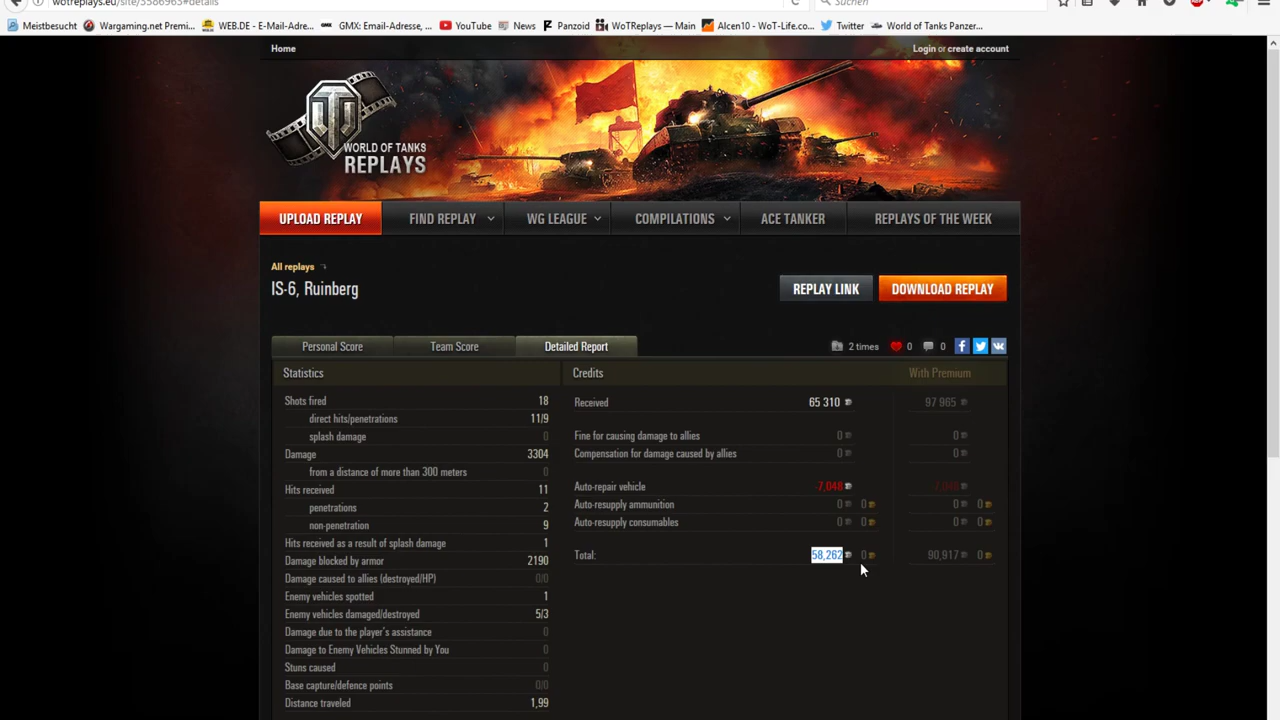 wotreplays.eu/site/3586963#details
Suchen
Meistbesucht Wargaming.net Premi... WEB.DE - E-Mail-Adre... GMX: Email-Adresse, ... YouTube News Panzoid WoTReplays — Main Alcen10 - WoT-Life.co... Twitter World of Tanks Panzer...
Home
Login or create account
WORLD OF TANKS
REPLAYS
UPLOAD REPLAY FIND REPLAY WG LEAGUE COMPILATIONS ACE TANKER REPLAYS OF THE WEEK
All replays
IS-6, Ruinberg
REPLAY LINK DOWNLOAD REPLAY
Personal Score Team Score Detailed Report 2 times 0 0
Statistics Credits With Premium
Shots fired 18 Received 65 310 97 965
direct hits/penetrations 11/9
splash damage 0 Fine for causing damage to allies 0 0
Damage 3304 Compensation for damage caused by allies 0 0
from a distance of more than 300 meters 0
Hits received 11 Auto-repair vehicle -7,048 -7,048
penetrations 2 Auto-resupply ammunition 0 0 0 0
non-penetration 9 Auto-resupply consumables 0 0 0 0
Hits received as a result of splash damage 1
Damage blocked by armor 2190 Total: 58,262 0 90,917 0
Damage caused to allies (destroyed/HP) 0/0
Enemy vehicles spotted 1
Enemy vehicles damaged/destroyed 5/3
Damage due to the player's assistance 0
Damage to Enemy Vehicles Stunned by You 0
Stuns caused 0
Base capture/defence points 0/0
Distance traveled 1,99